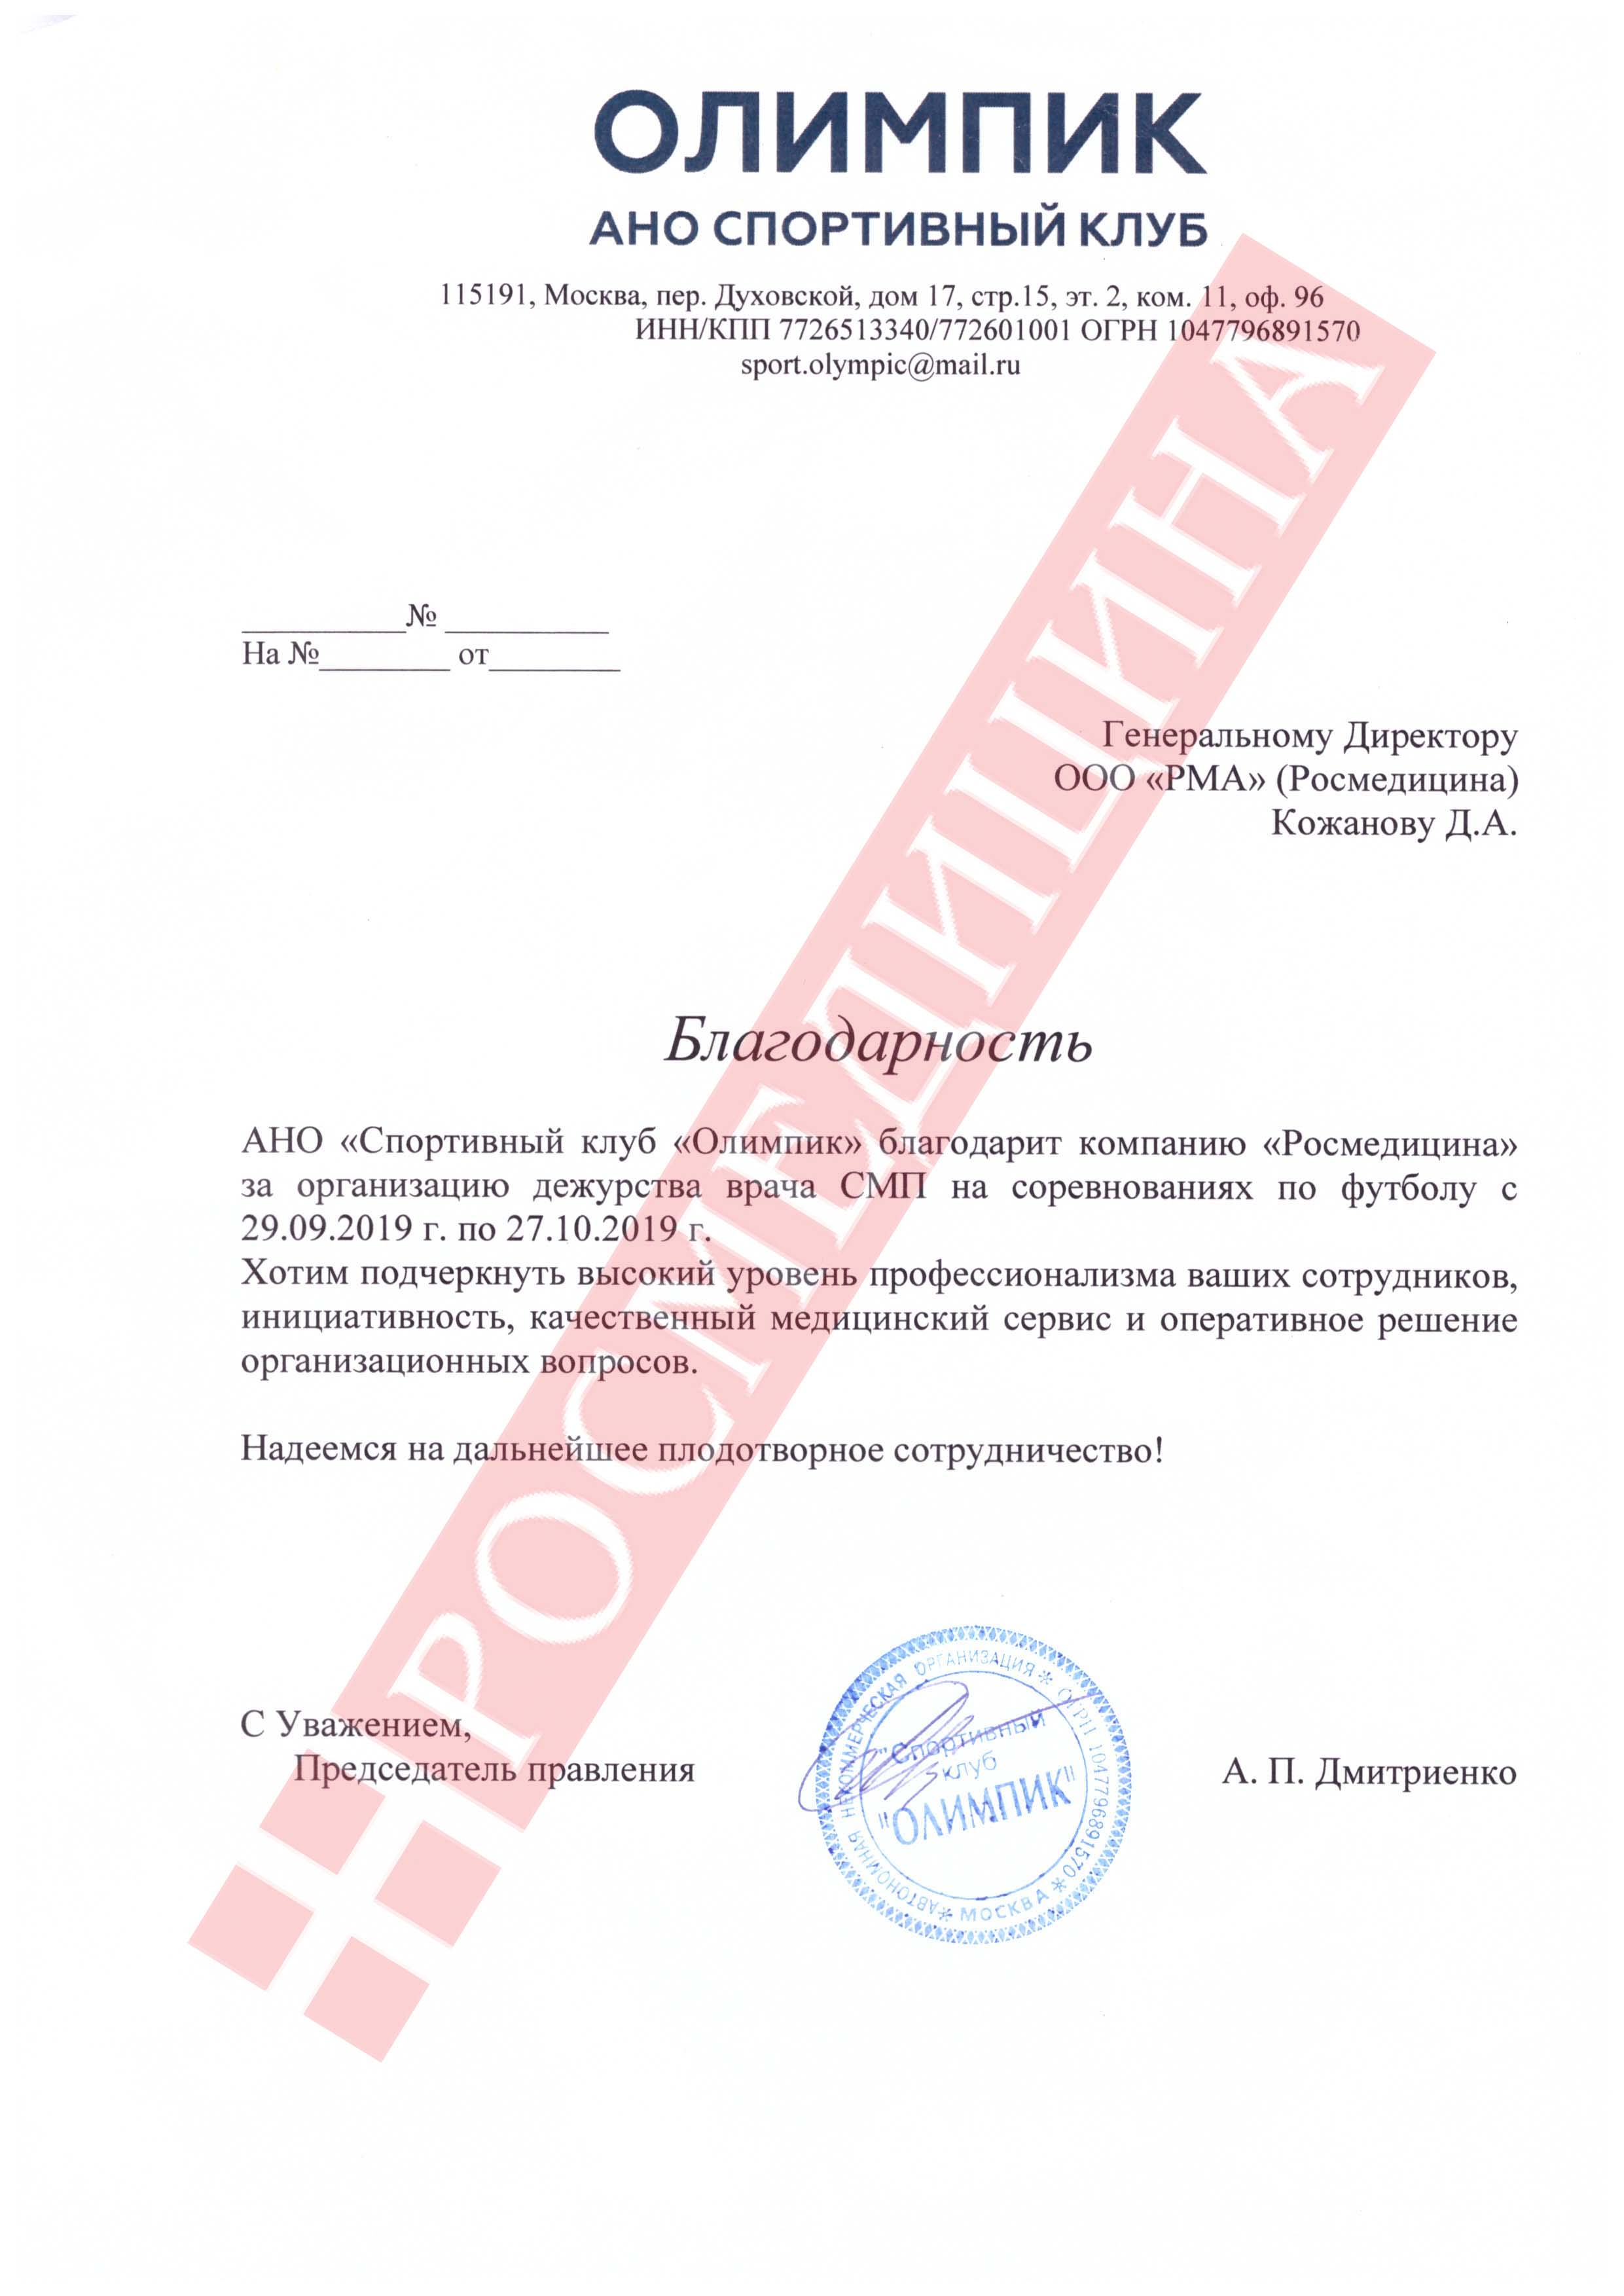 ОЛИМПИК
АНО СПОРТИВНЫЙ КЛУБ
115191, Москва, пер. Духовской, дом 17, стр.15, эт. 2, ком. 11, оф. 96
ИНН/КПП 7726513340/772601001 ОГРН 1047796891570
sport.olympic@mail.ru
__________№ __________
На №________ от________
Генеральному Директору
ООО «РМА» (Росмедицина)
Кожанову Д.А.
Благодарность
АНО «Спортивный клуб «Олимпик» благодарит компанию «Росмедицина»
за организацию дежурства врача СМП на соревнованиях по футболу с
29.09.2019 г. по 27.10.2019 г.
Хотим подчеркнуть высокий уровень профессионализма ваших сотрудников,
инициативность, качественный медицинский сервис и оперативное решение
организационных вопросов.
Надеемся на дальнейшее плодотворное сотрудничество!
С Уважением,
Председатель правления
А. П. Дмитриенко
АВТОНОМНАЯ НЕКОММЕРЧЕСКАЯ ОРГАНИЗАЦИЯ * ОГРН 1047796891570 * МОСКВА *
"Спортивный
клуб
"ОЛИМПИК"
РОСМЕДИЦИНА